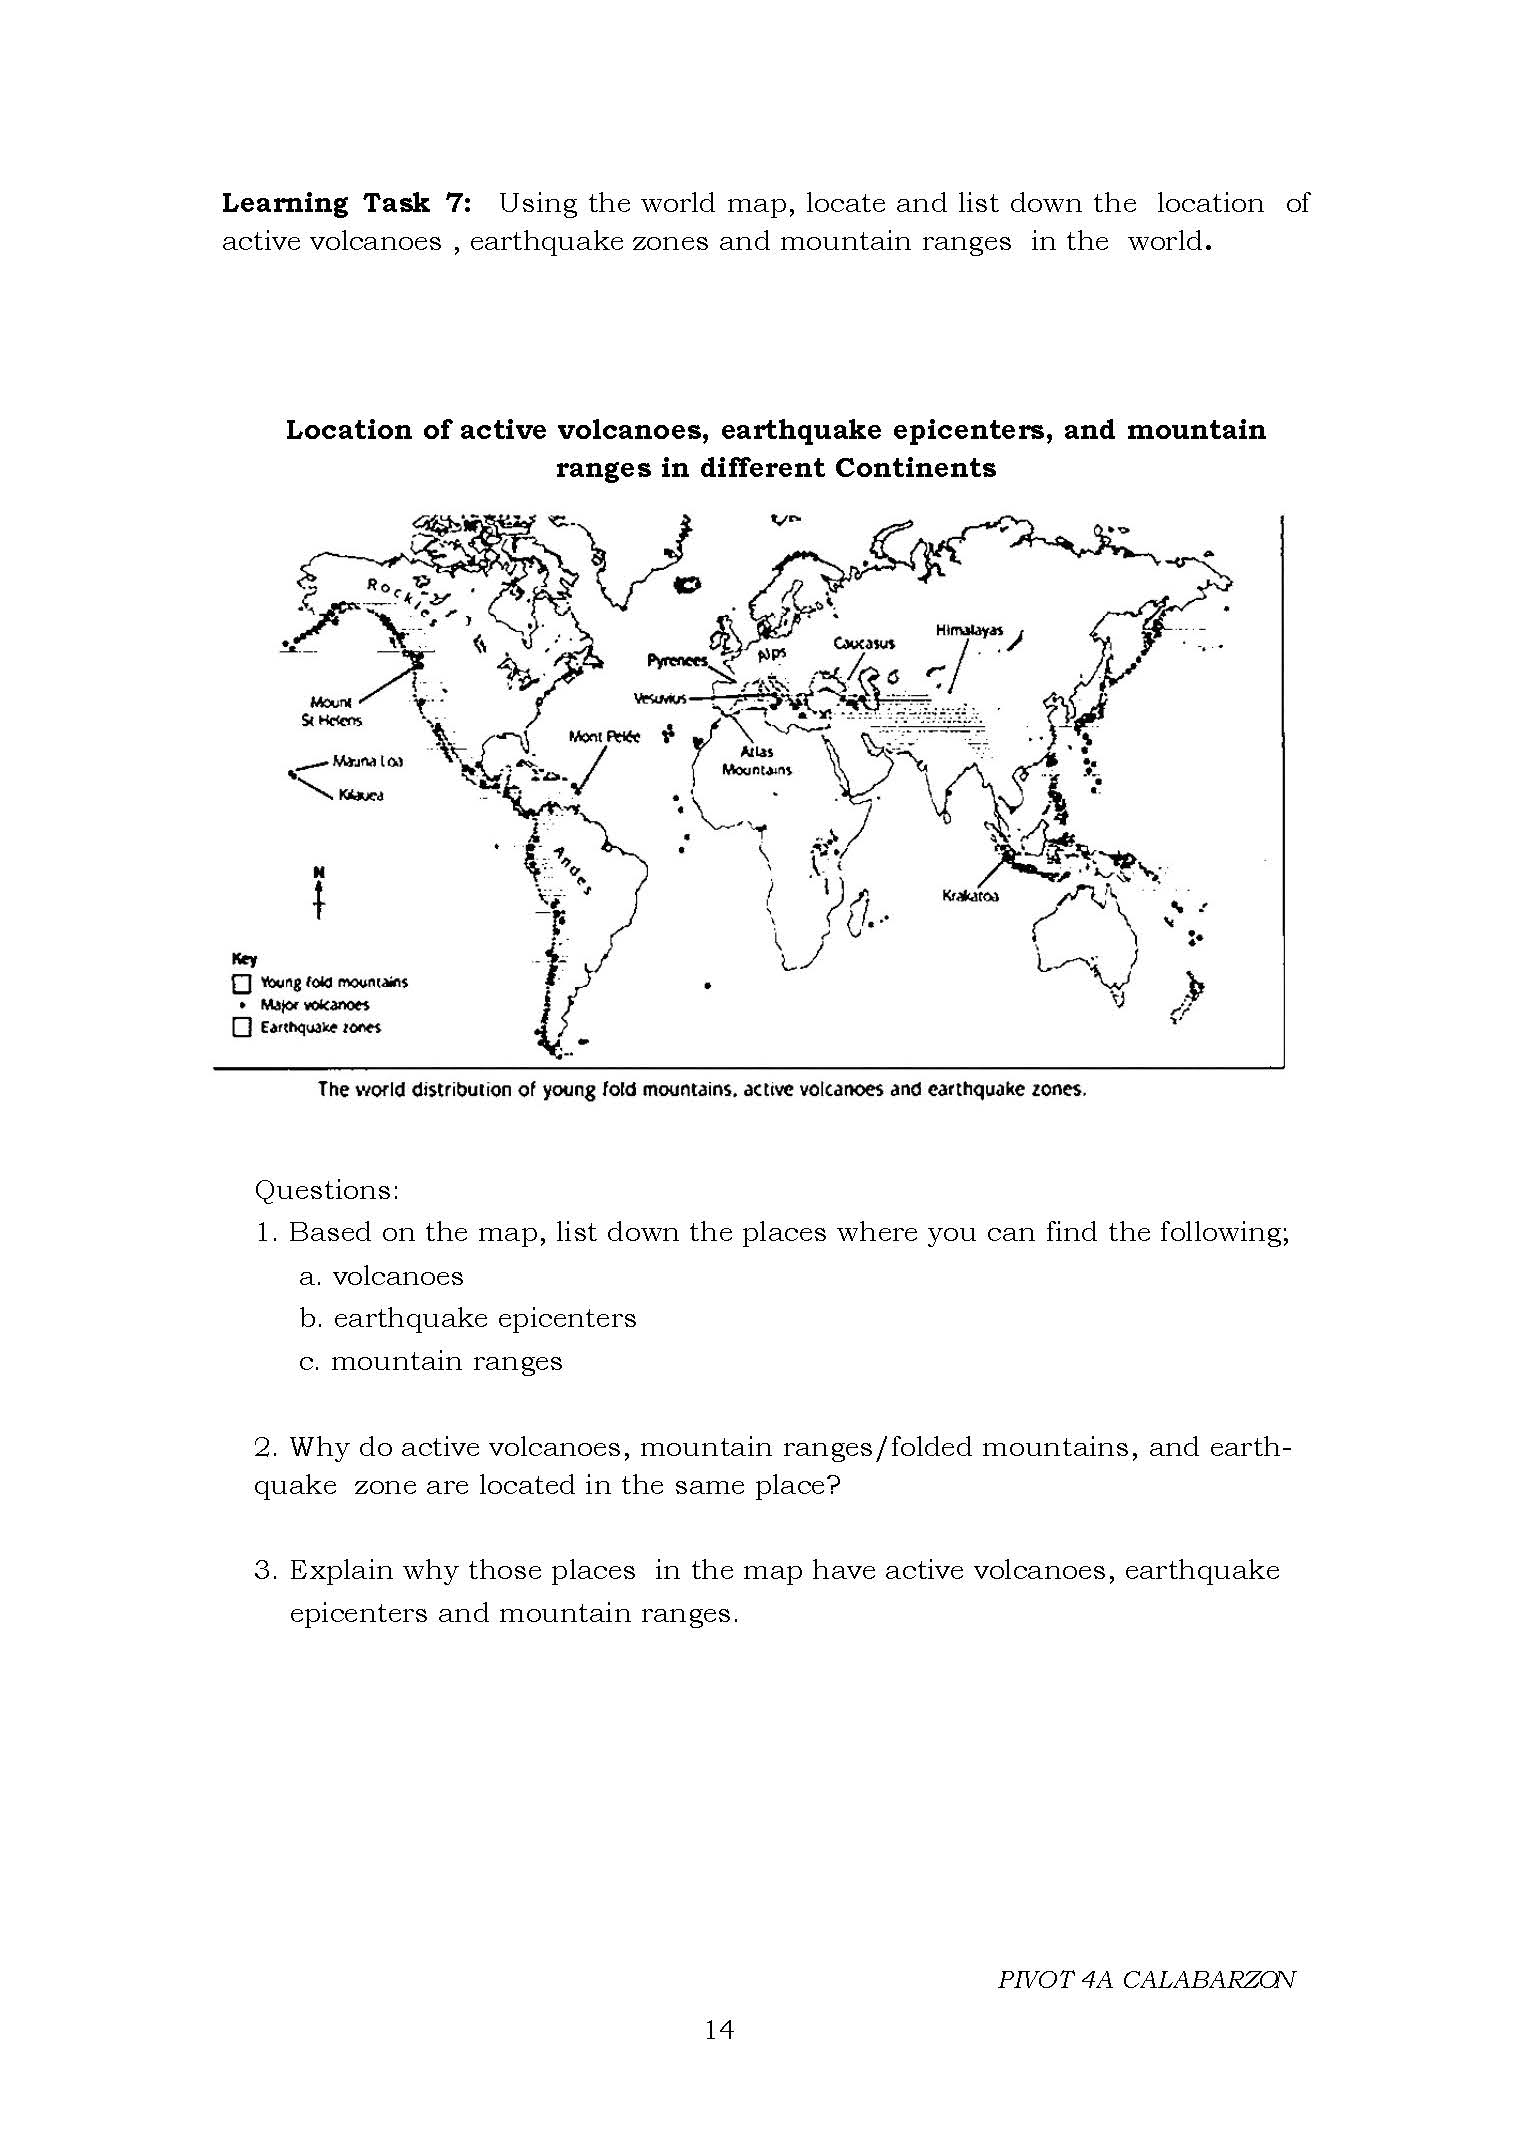 Learning Task 7: Using the world map, locate and list down the location of
active volcanoes , earthquake zones and mountain ranges in the world.
Location of active volcanoes, earthquake epicenters, and mountain
ranges in different Continents
Rockies
Himalayas
Caucasus
Alps
Pyrenees
Vesuvius
Mount
St Helens
Mont Pelée
Atlas
Mountains
Mauna Loa
Kilauea
Andes
N
Krakatoa
Key
Young fold mountains
Major volcanoes
Earthquake zones
The world distribution of young fold mountains, active volcanoes and earthquake zones.
Questions:
1. Based on the map, list down the places where you can find the following;
a. volcanoes
b. earthquake epicenters
c. mountain ranges
2. Why do active volcanoes, mountain ranges/folded mountains, and earth-
quake zone are located in the same place?
3. Explain why those places in the map have active volcanoes, earthquake
epicenters and mountain ranges.
PIVOT 4A CALABARZON
14